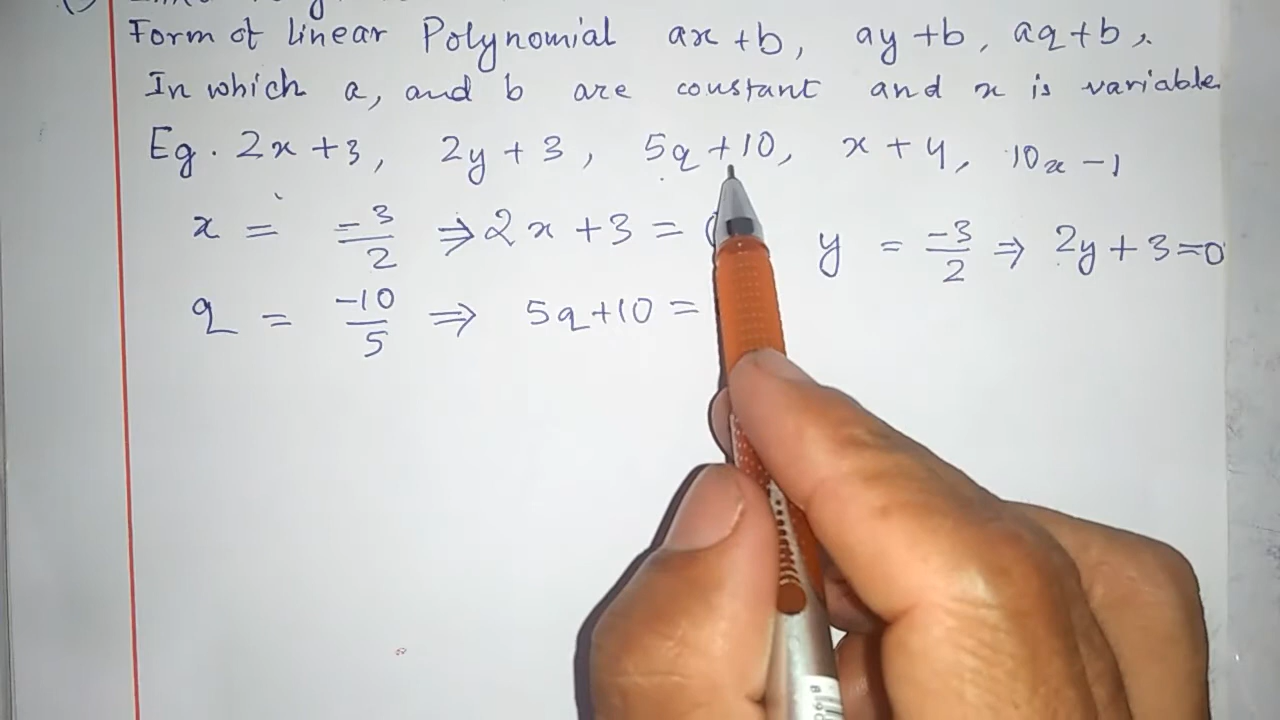 Form of linear Polynomial ax+b, ay+b, aq+b,.
In which a, and b are constant and x is variable.
Eg. 2x+3, 2y+3, 5q+10, x+4, 10x-1
x = -3/2 ⇒ 2x+3 = y = -3/2 ⇒ 2y+3=0
q = -10/5 ⇒ 5q+10 =